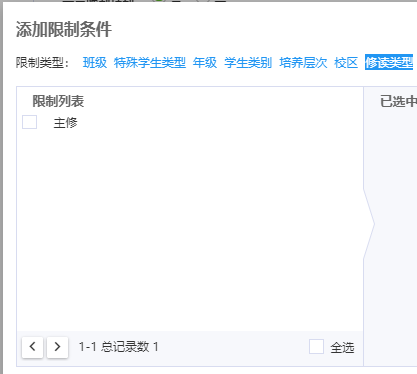 添加限制条件
限制类型： 班级 特殊学生类型 年级 学生类别 培养层次 校区 修读类型
限制列表 已选中
主修
1-1 总记录数 1 全选